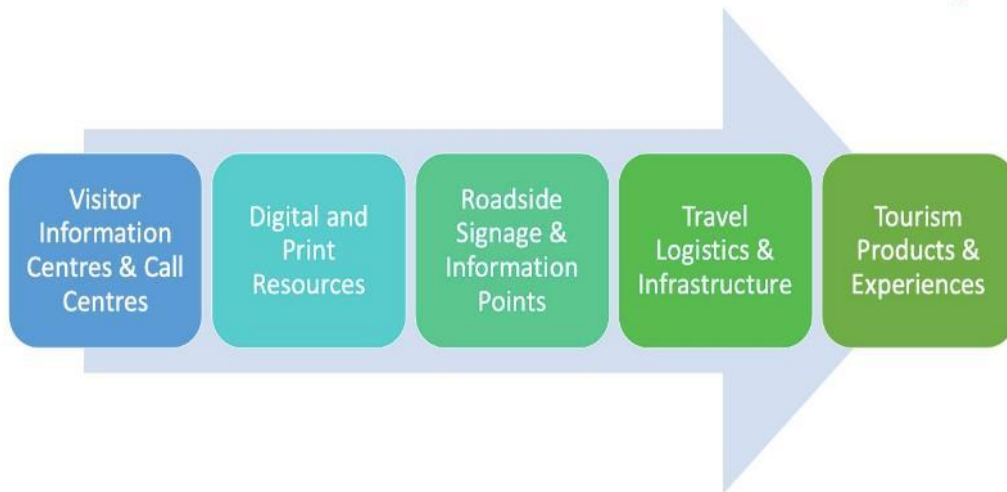 Visitor
Information
Centres & Call
Centres
Digital and
Print
Resources
Roadside
Signage &
Information
Points
Travel
Logistics &
Infrastructure
Tourism
Products &
Experiences